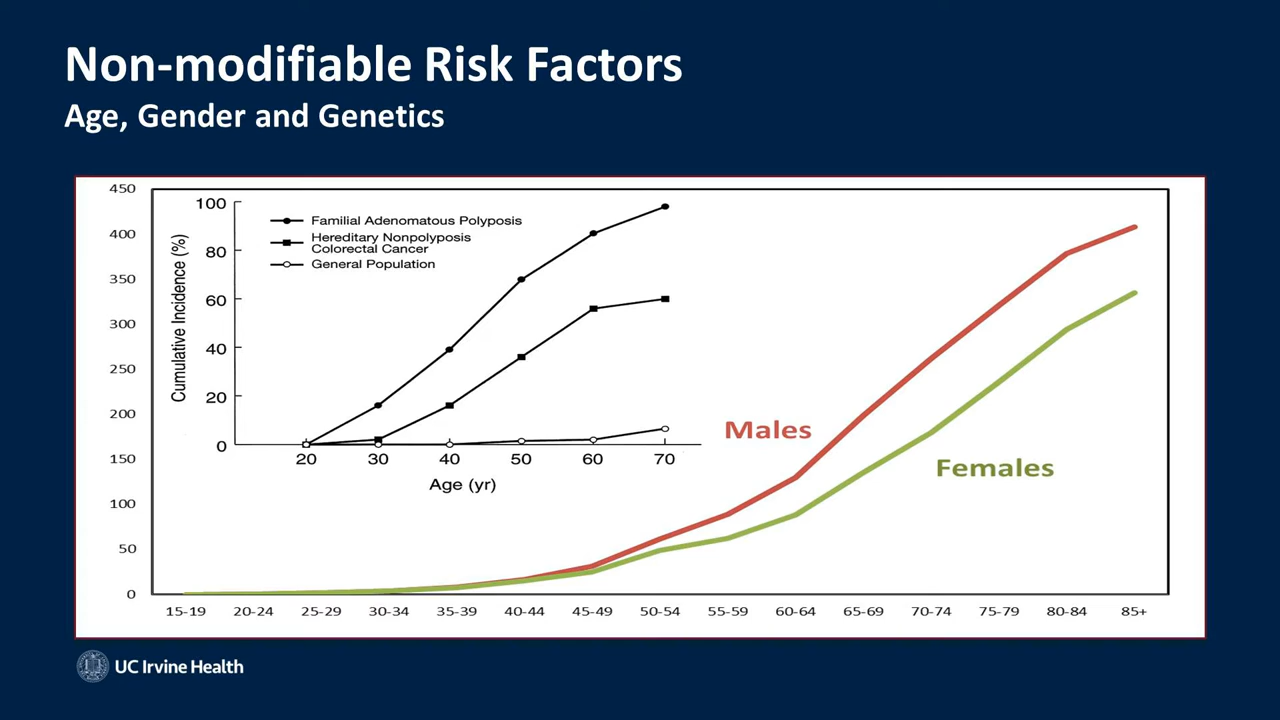 Non-modifiable Risk Factors
Age, Gender and Genetics
450
400
350
300
250
200
150
100
50
0
100
80
60
40
20
0
Cumulative Incidence (%)
Familial Adenomatous Polyposis
Hereditary Nonpolyposis
Colorectal Cancer
General Population
20 30 40 50 60 70
Age (yr)
Males
Females
15-19 20-24 25-29 30-34 35-39 40-44 45-49 50-54 55-59 60-64 65-69 70-74 75-79 80-84 85+
UC Irvine Health